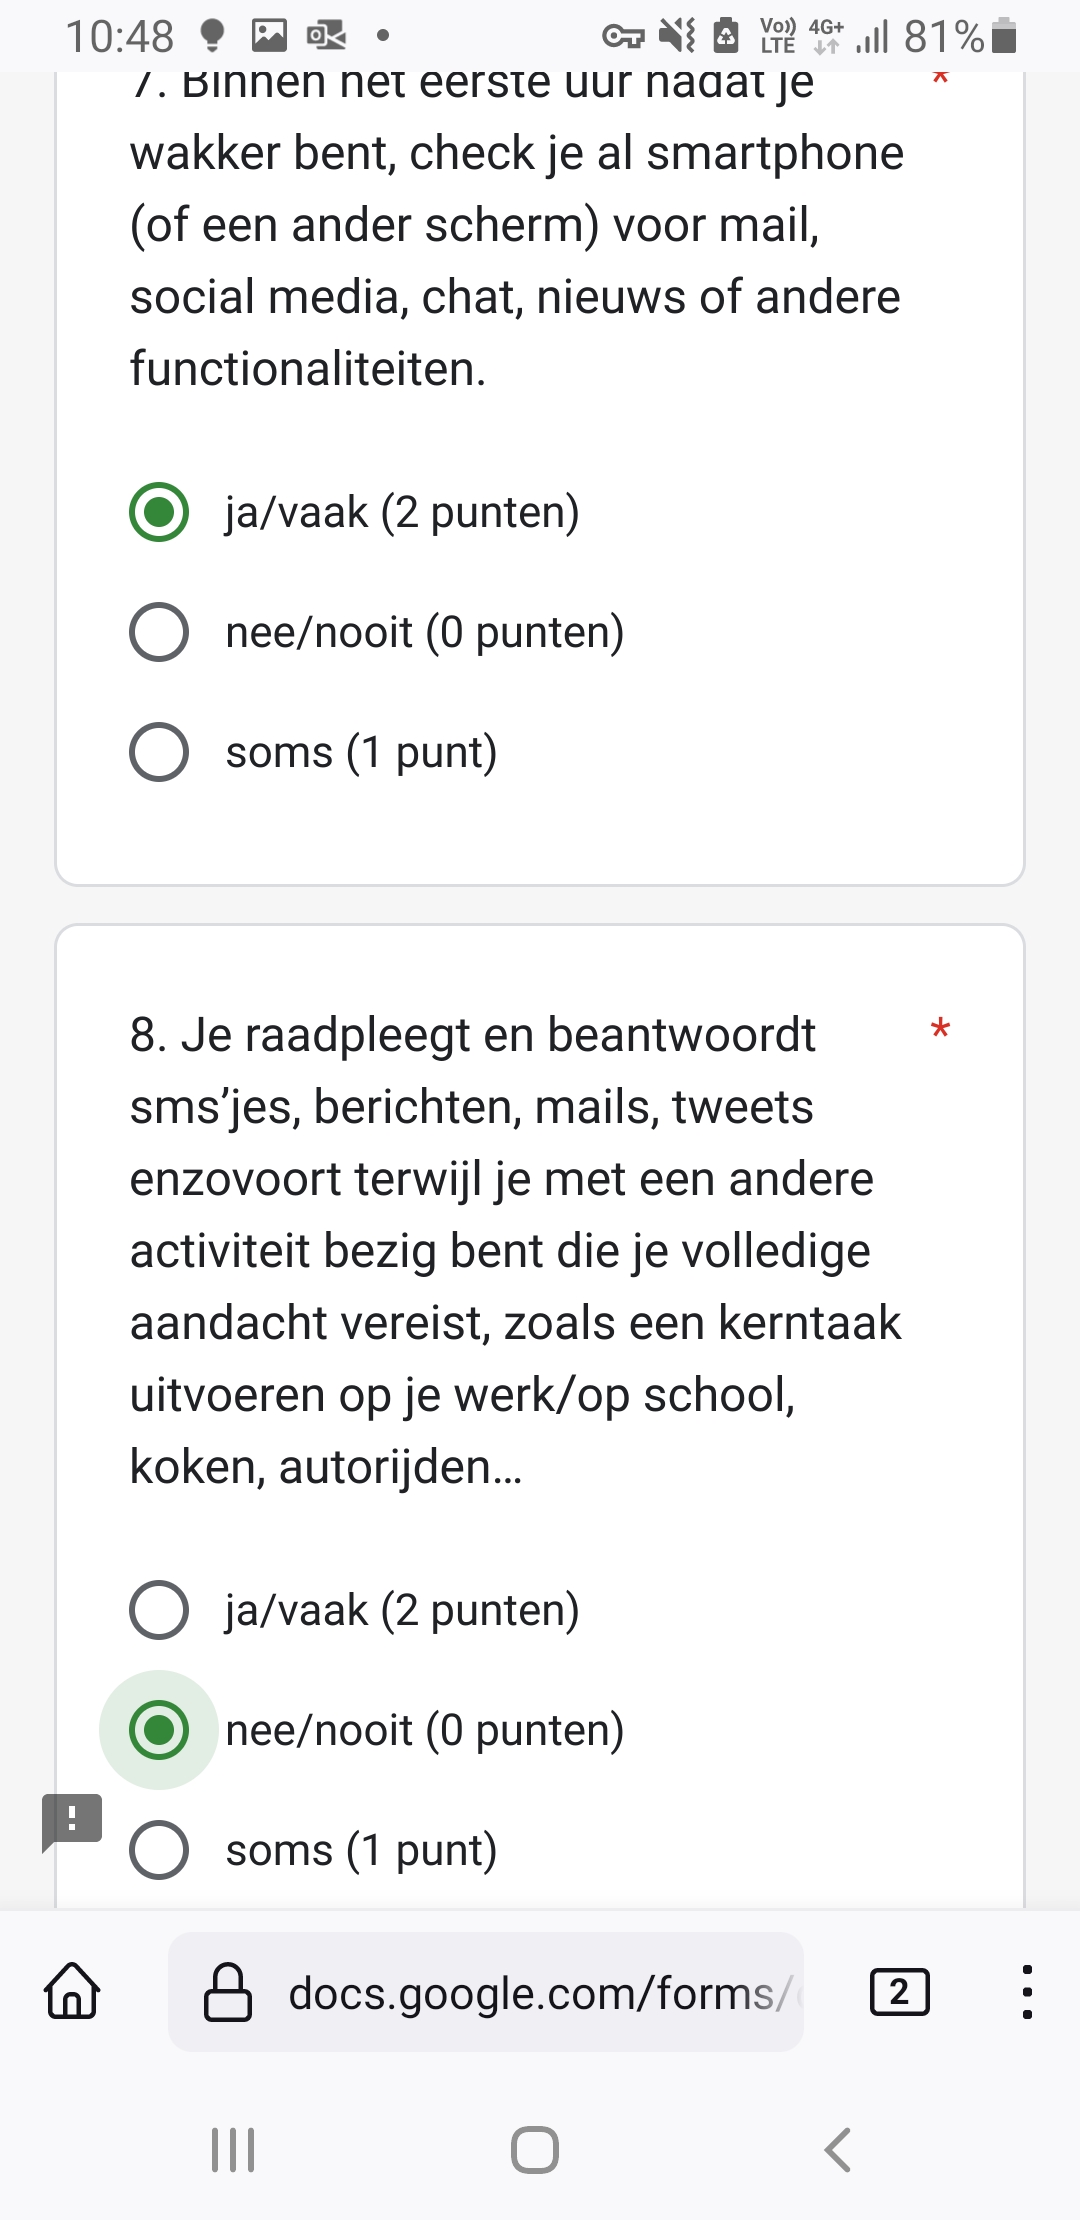 10:48 Vo)) LTE 4G+ 81%
7. Binnen het eerste uur nadat je *
wakker bent, check je al smartphone
(of een ander scherm) voor mail,
social media, chat, nieuws of andere
functionaliteiten.
ja/vaak (2 punten)
nee/nooit (0 punten)
soms (1 punt)
8. Je raadpleegt en beantwoordt *
sms’jes, berichten, mails, tweets
enzovoort terwijl je met een andere
activiteit bezig bent die je volledige
aandacht vereist, zoals een kerntaak
uitvoeren op je werk/op school,
koken, autorijden…
ja/vaak (2 punten)
nee/nooit (0 punten)
soms (1 punt)
docs.google.com/forms/ 2